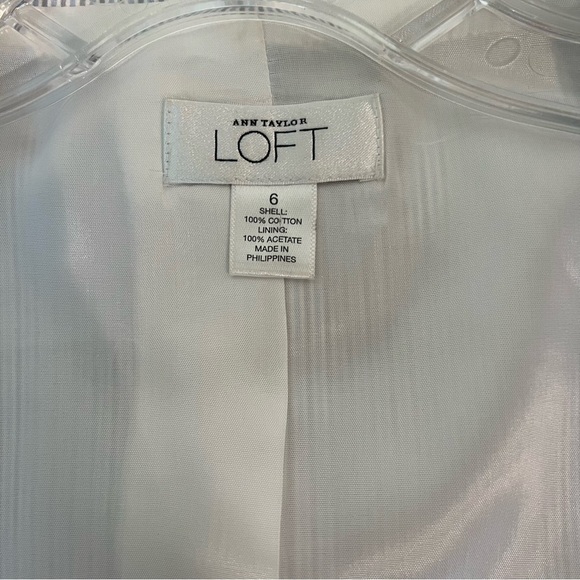 ANN TAYLOR
LOFT
6
SHELL:
100% COTTON
LINING:
100% ACETATE
MADE IN
PHILIPPINES